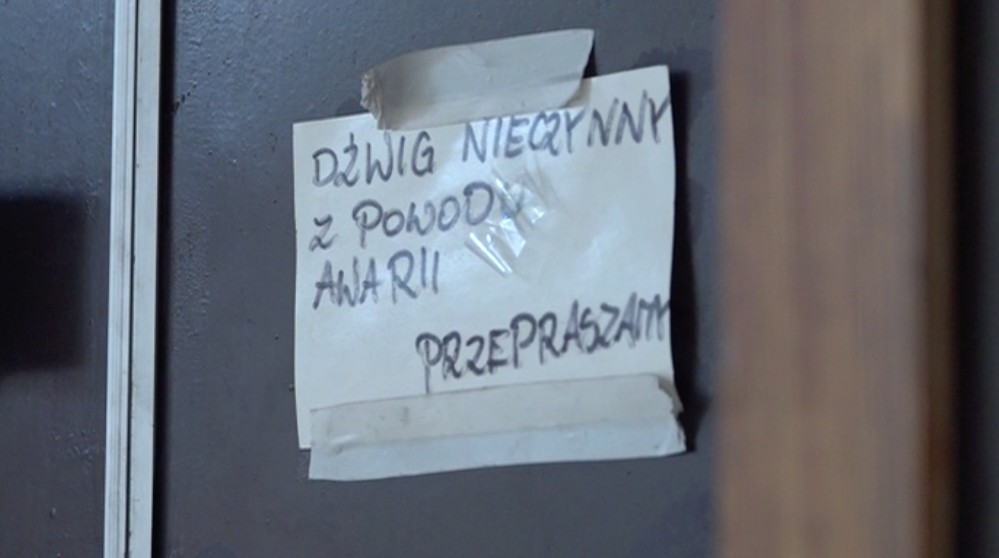 DŹWIG NIECZYNNY
Z POWODU
AWARII
PRZEPRASZAMY